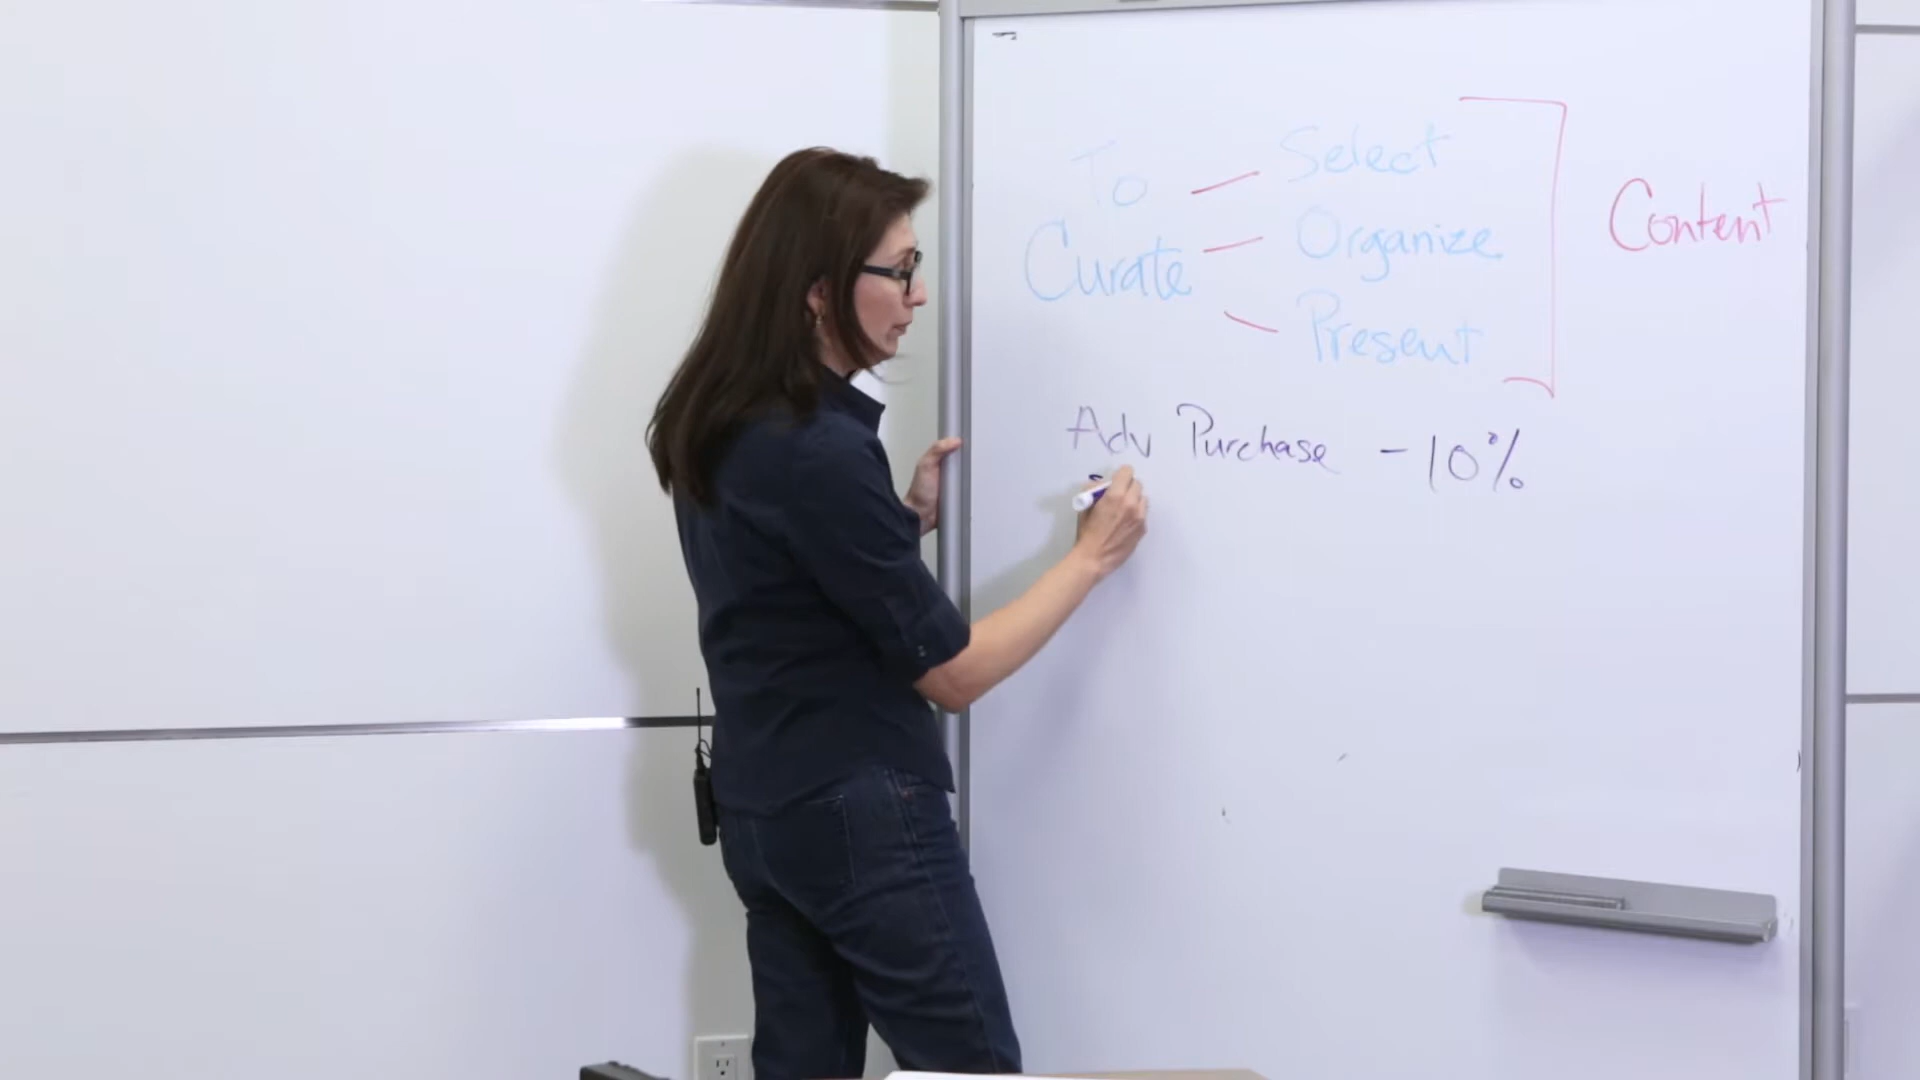 To
Curate
Select
Organize
Present
Content
Adv Purchase - 10%